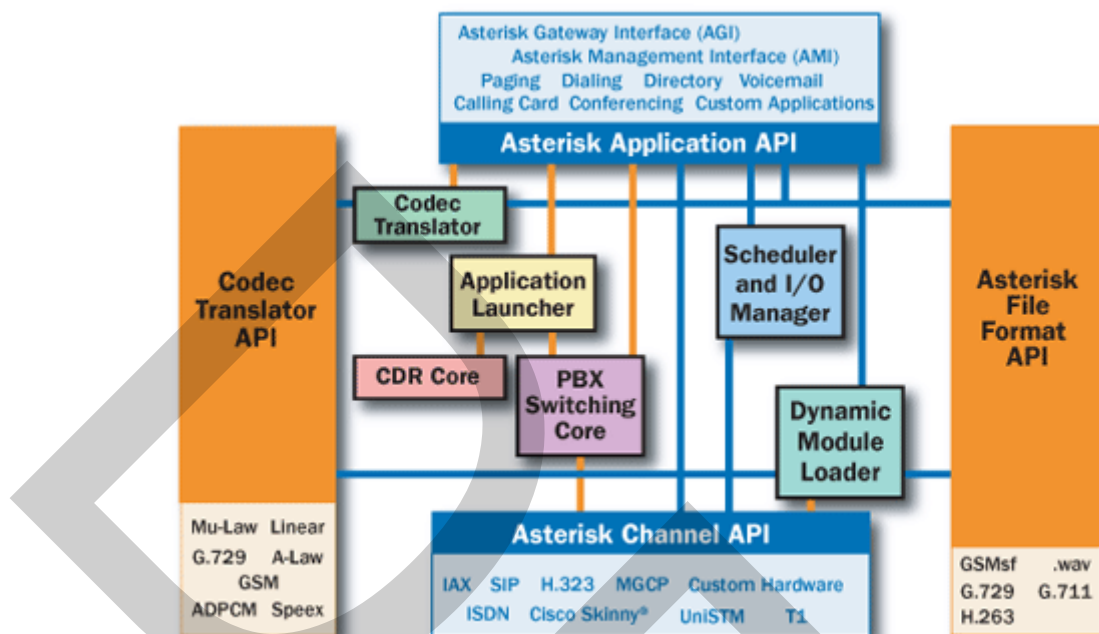 Asterisk Gateway Interface (AGI)
Asterisk Management Interface (AMI)
Paging Dialing Directory Voicemail
Calling Card Conferencing Custom Applications
Asterisk Application API
Codec
Translator
API
Mu-Law Linear
G.729 A-Law
GSM
ADPCM Speex
Codec
Translator
Application
Launcher
CDR Core
PBX
Switching
Core
Scheduler
and I/O
Manager
Dynamic
Module
Loader
Asterisk Channel API
IAX SIP H.323 MGCP Custom Hardware
ISDN Cisco Skinny® UniSTM T1
Asterisk
File
Format
API
GSMsf .wav
G.729 G.711
H.263